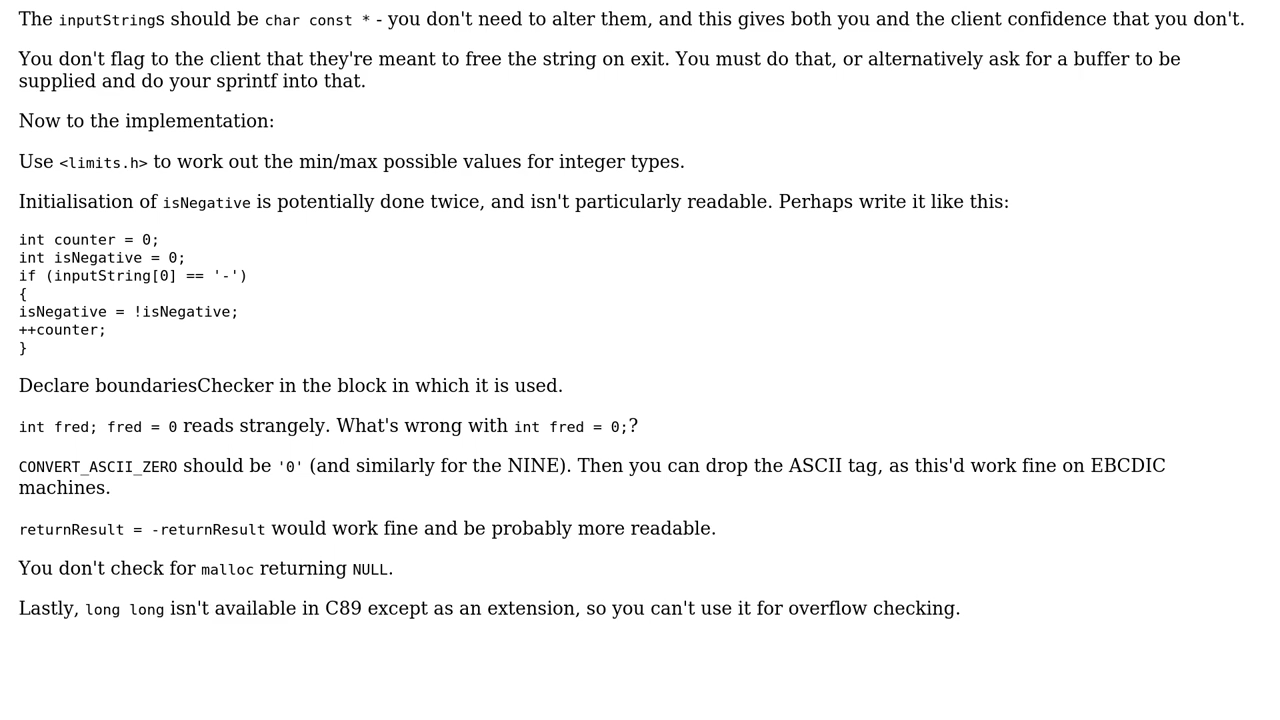 The inputStrings should be char const * - you don't need to alter them, and this gives both you and the client confidence that you don't.
You don't flag to the client that they're meant to free the string on exit. You must do that, or alternatively ask for a buffer to be
supplied and do your sprintf into that.
Now to the implementation:
Use <limits.h> to work out the min/max possible values for integer types.
Initialisation of isNegative is potentially done twice, and isn't particularly readable. Perhaps write it like this:
int counter = 0;
int isNegative = 0;
if (inputString[0] == '-')
{
isNegative = !isNegative;
++counter;
}
Declare boundariesChecker in the block in which it is used.
int fred; fred = 0 reads strangely. What's wrong with int fred = 0;?
CONVERT_ASCII_ZERO should be '0' (and similarly for the NINE). Then you can drop the ASCII tag, as this'd work fine on EBCDIC
machines.
returnResult = -returnResult would work fine and be probably more readable.
You don't check for malloc returning NULL.
Lastly, long long isn't available in C89 except as an extension, so you can't use it for overflow checking.